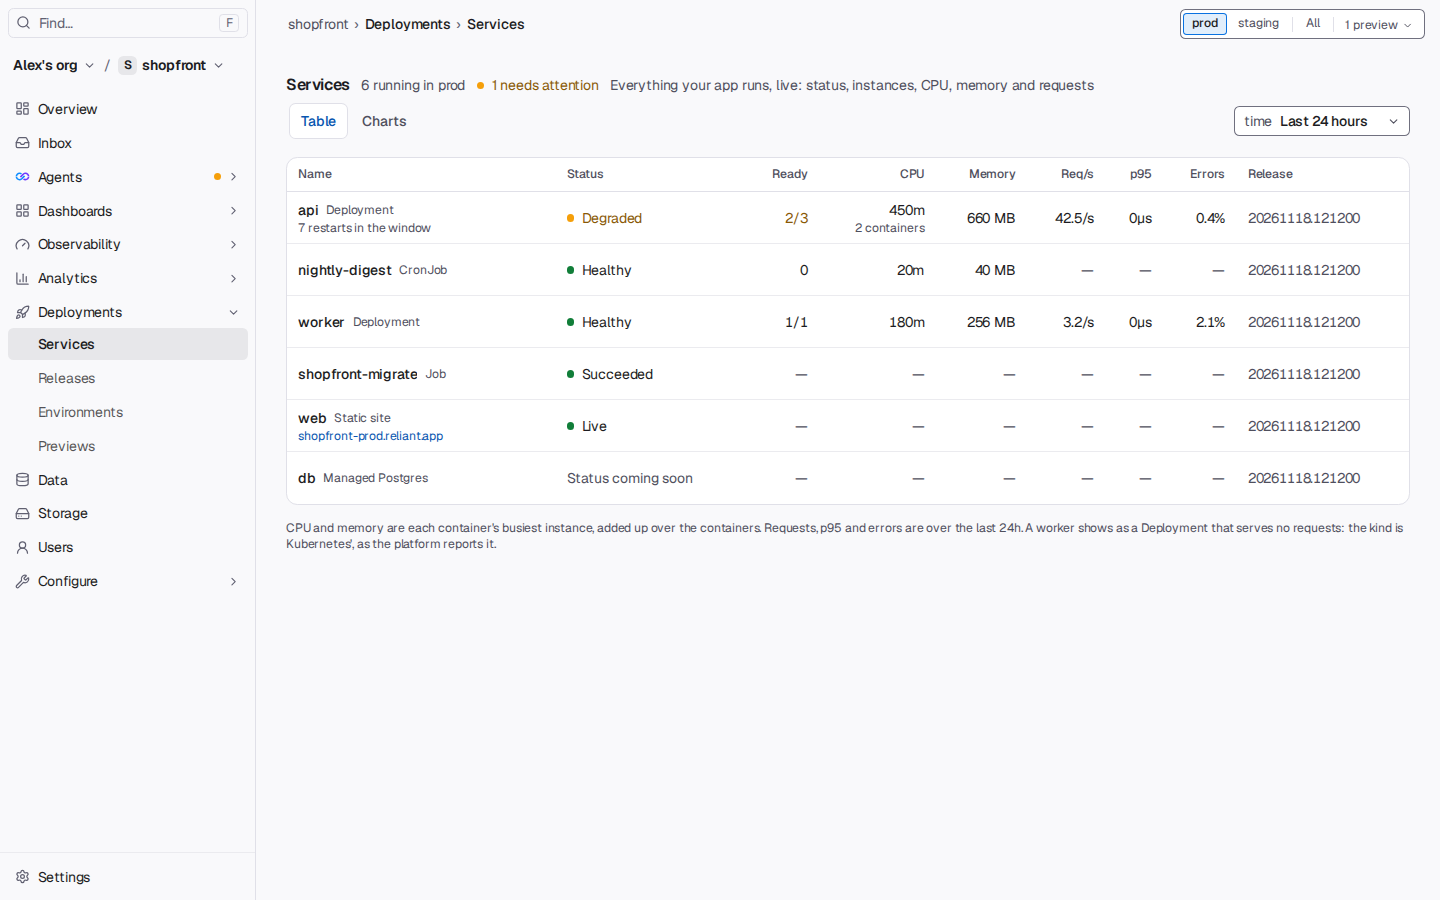 Find...
F
shopfront › Deployments › Services
prod
staging
All
1 preview
Alex's org / S shopfront
Services 6 running in prod 1 needs attention Everything your app runs, live: status, instances, CPU, memory and requests
Overview
Inbox
Agents
Dashboards
Observability
Analytics
Deployments
Services
Releases
Environments
Previews
Data
Storage
Users
Configure
Settings
Table
Charts
time Last 24 hours
Name Status Ready CPU Memory Req/s p95 Errors Release
api Deployment Degraded 2/3 450m 660 MB 42.5/s 0µs 0.4% 20261118.121200
7 restarts in the window 2 containers
nightly-digest CronJob Healthy 0 20m 40 MB — — — 20261118.121200
worker Deployment Healthy 1/1 180m 256 MB 3.2/s 0µs 2.1% 20261118.121200
shopfront-migrate Job Succeeded — — — — — — 20261118.121200
web Static site Live — — — — — — 20261118.121200
shopfront-prod.reliant.app
db Managed Postgres Status coming soon — — — — — — 20261118.121200
CPU and memory are each container's busiest instance, added up over the containers. Requests, p95 and errors are over the last 24h. A worker shows as a Deployment that serves no requests: the kind is
Kubernetes', as the platform reports it.